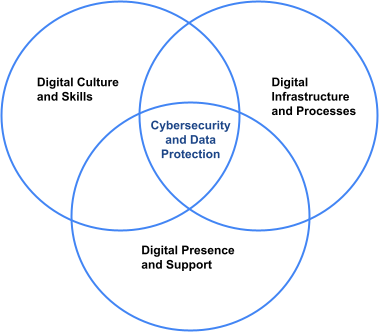 Digital Culture
and Skills
Digital
Infrastructure
and Processes
Cybersecurity
and Data
Protection
Digital Presence
and Support